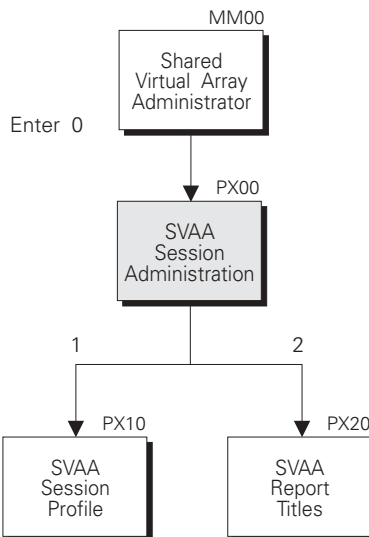 MM00
Shared
Virtual Array
Administrator
Enter 0
PX00
SVAA
Session
Administration
1
2
PX10
SVAA
Session
Profile
PX20
SVAA
Report
Titles